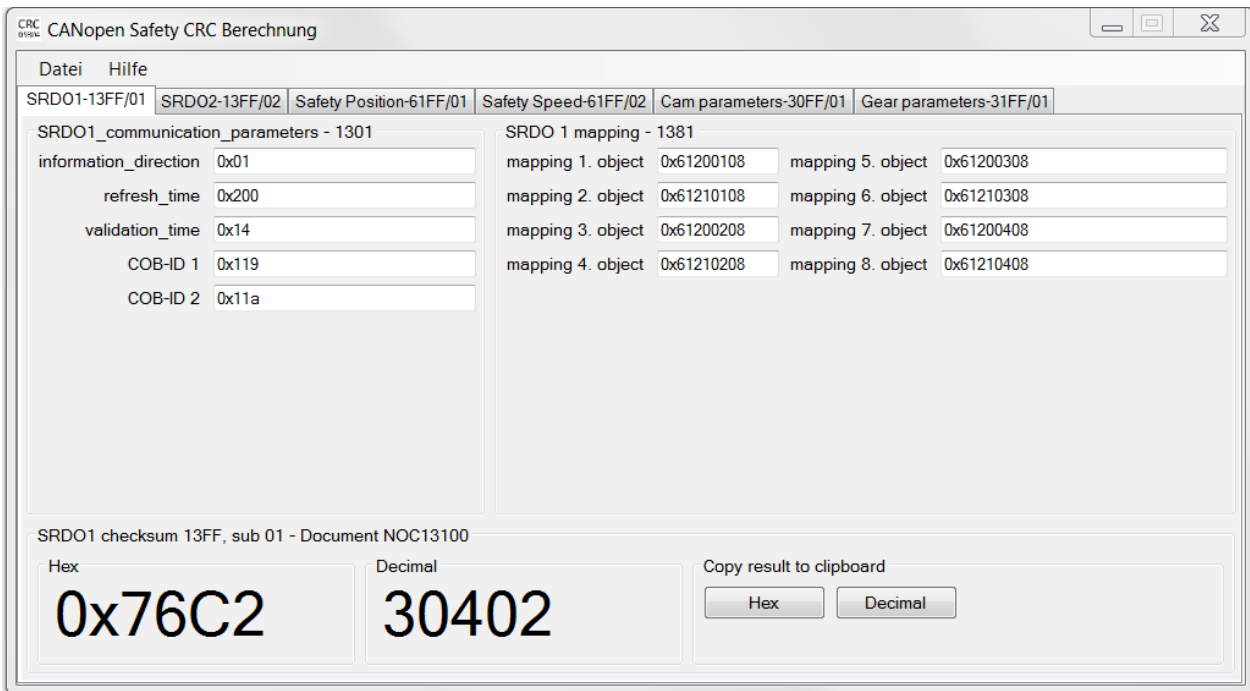 CRC CANopen Safety CRC Berechnung
Datei Hilfe
SRDO1-13FF/01 SRDO2-13FF/02 Safety Position-61FF/01 Safety Speed-61FF/02 Cam parameters-30FF/01 Gear parameters-31FF/01
SRDO1_communication_parameters - 1301
information_direction 0x01
refresh_time 0x200
validation_time 0x14
COB-ID 1 0x119
COB-ID 2 0x11a
SRDO 1 mapping - 1381
mapping 1. object 0x61200108 mapping 5. object 0x61200308
mapping 2. object 0x61210108 mapping 6. object 0x61210308
mapping 3. object 0x61200208 mapping 7. object 0x61200408
mapping 4. object 0x61210208 mapping 8. object 0x61210408
SRDO1 checksum 13FF, sub 01 - Document NOC13100
Hex Decimal Copy result to clipboard
0x76C2 30402 Hex Decimal